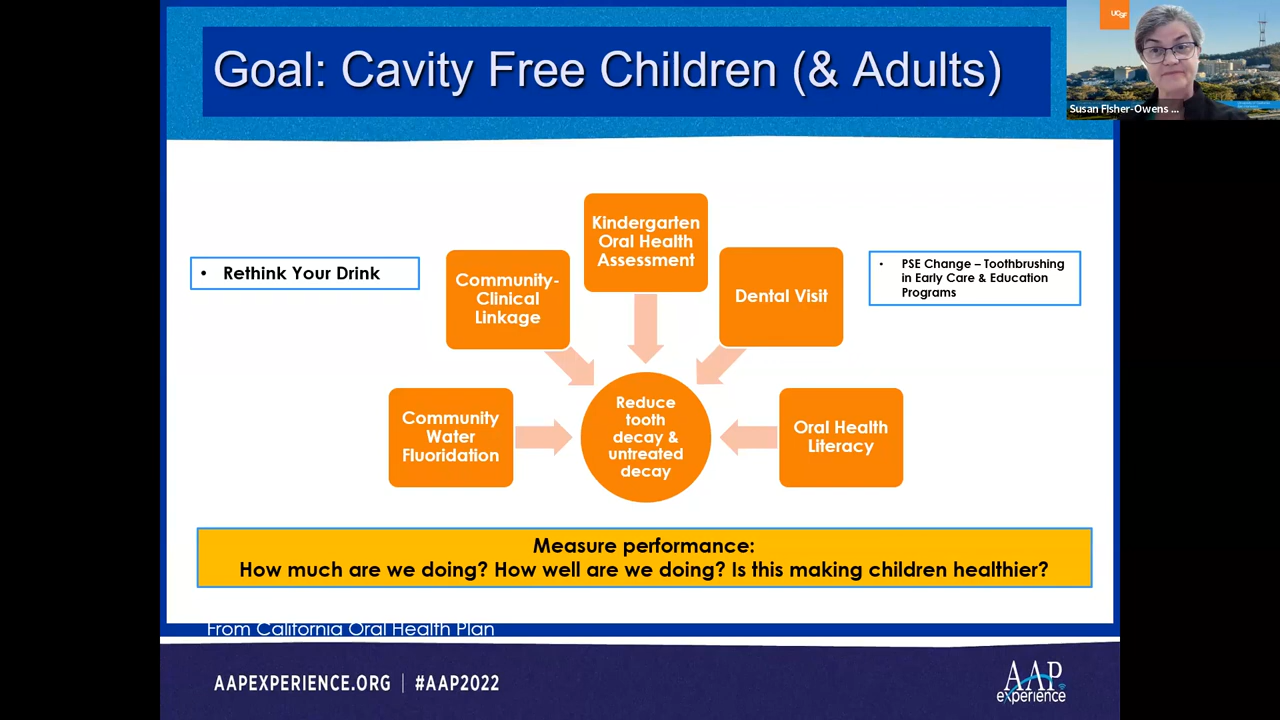 Goal: Cavity Free Children (& Adults)
UCSF
Susan Fisher-Owens ...
Kindergarten
Oral Health
Assessment
• Rethink Your Drink
Community-
Clinical
Linkage
Dental Visit
• PSE Change – Toothbrushing
in Early Care & Education
Programs
Community
Water
Fluoridation
Reduce
tooth
decay &
untreated
decay
Oral Health
Literacy
Measure performance:
How much are we doing? How well are we doing? Is this making children healthier?
From California Oral Health Plan
AAPEXPERIENCE.ORG | #AAP2022
AAP
experience